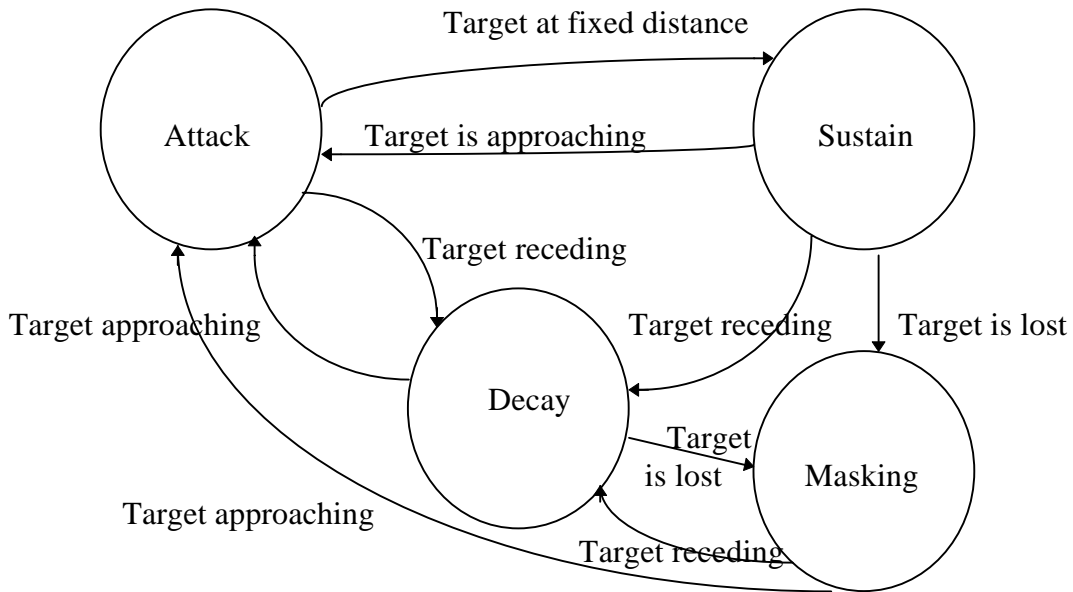 Target at fixed distance
Attack
Target is approaching
Sustain
Target receding
Target approaching
Target receding
Target is lost
Decay
Target
is lost
Masking
Target approaching
Target receding